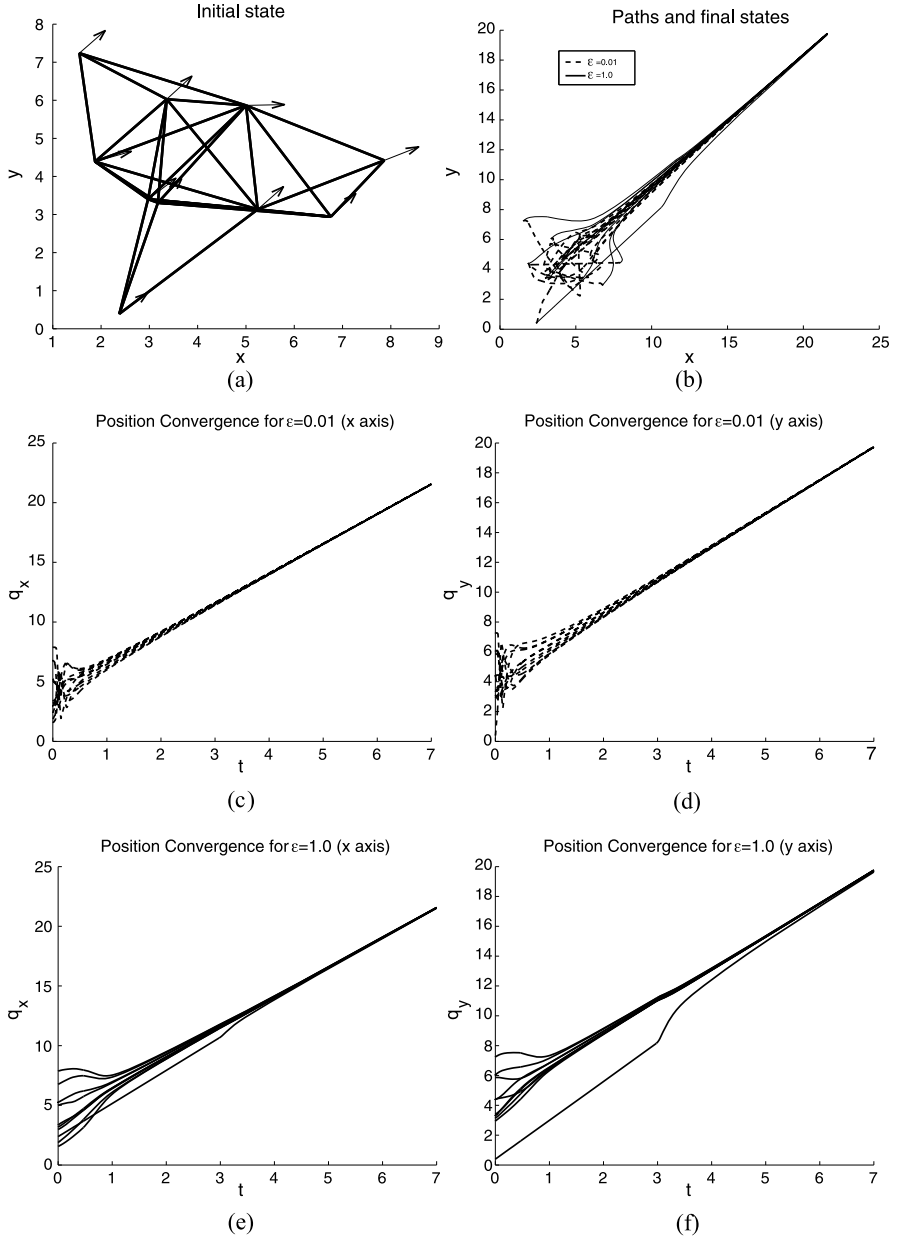 Initial state
8
7
6
5
4
3
2
1
0
y
1 2 3 4 5 6 7 8 9
x
(a)
Paths and final states
20
18
16
14
12
10
8
6
4
2
0
y
ε =0.01
ε =1.0
0 5 10 15 20 25
x
(b)
Position Convergence for ε=0.01 (x axis)
25
20
15
10
5
0
qx
0 1 2 3 4 5 6 7
t
(c)
Position Convergence for ε=0.01 (y axis)
20
18
16
14
12
10
8
6
4
2
0
qy
0 1 2 3 4 5 6 7
t
(d)
Position Convergence for ε=1.0 (x axis)
25
20
15
10
5
0
qx
0 1 2 3 4 5 6 7
t
(e)
Position Convergence for ε=1.0 (y axis)
20
18
16
14
12
10
8
6
4
2
0
qy
0 1 2 3 4 5 6 7
t
(f)